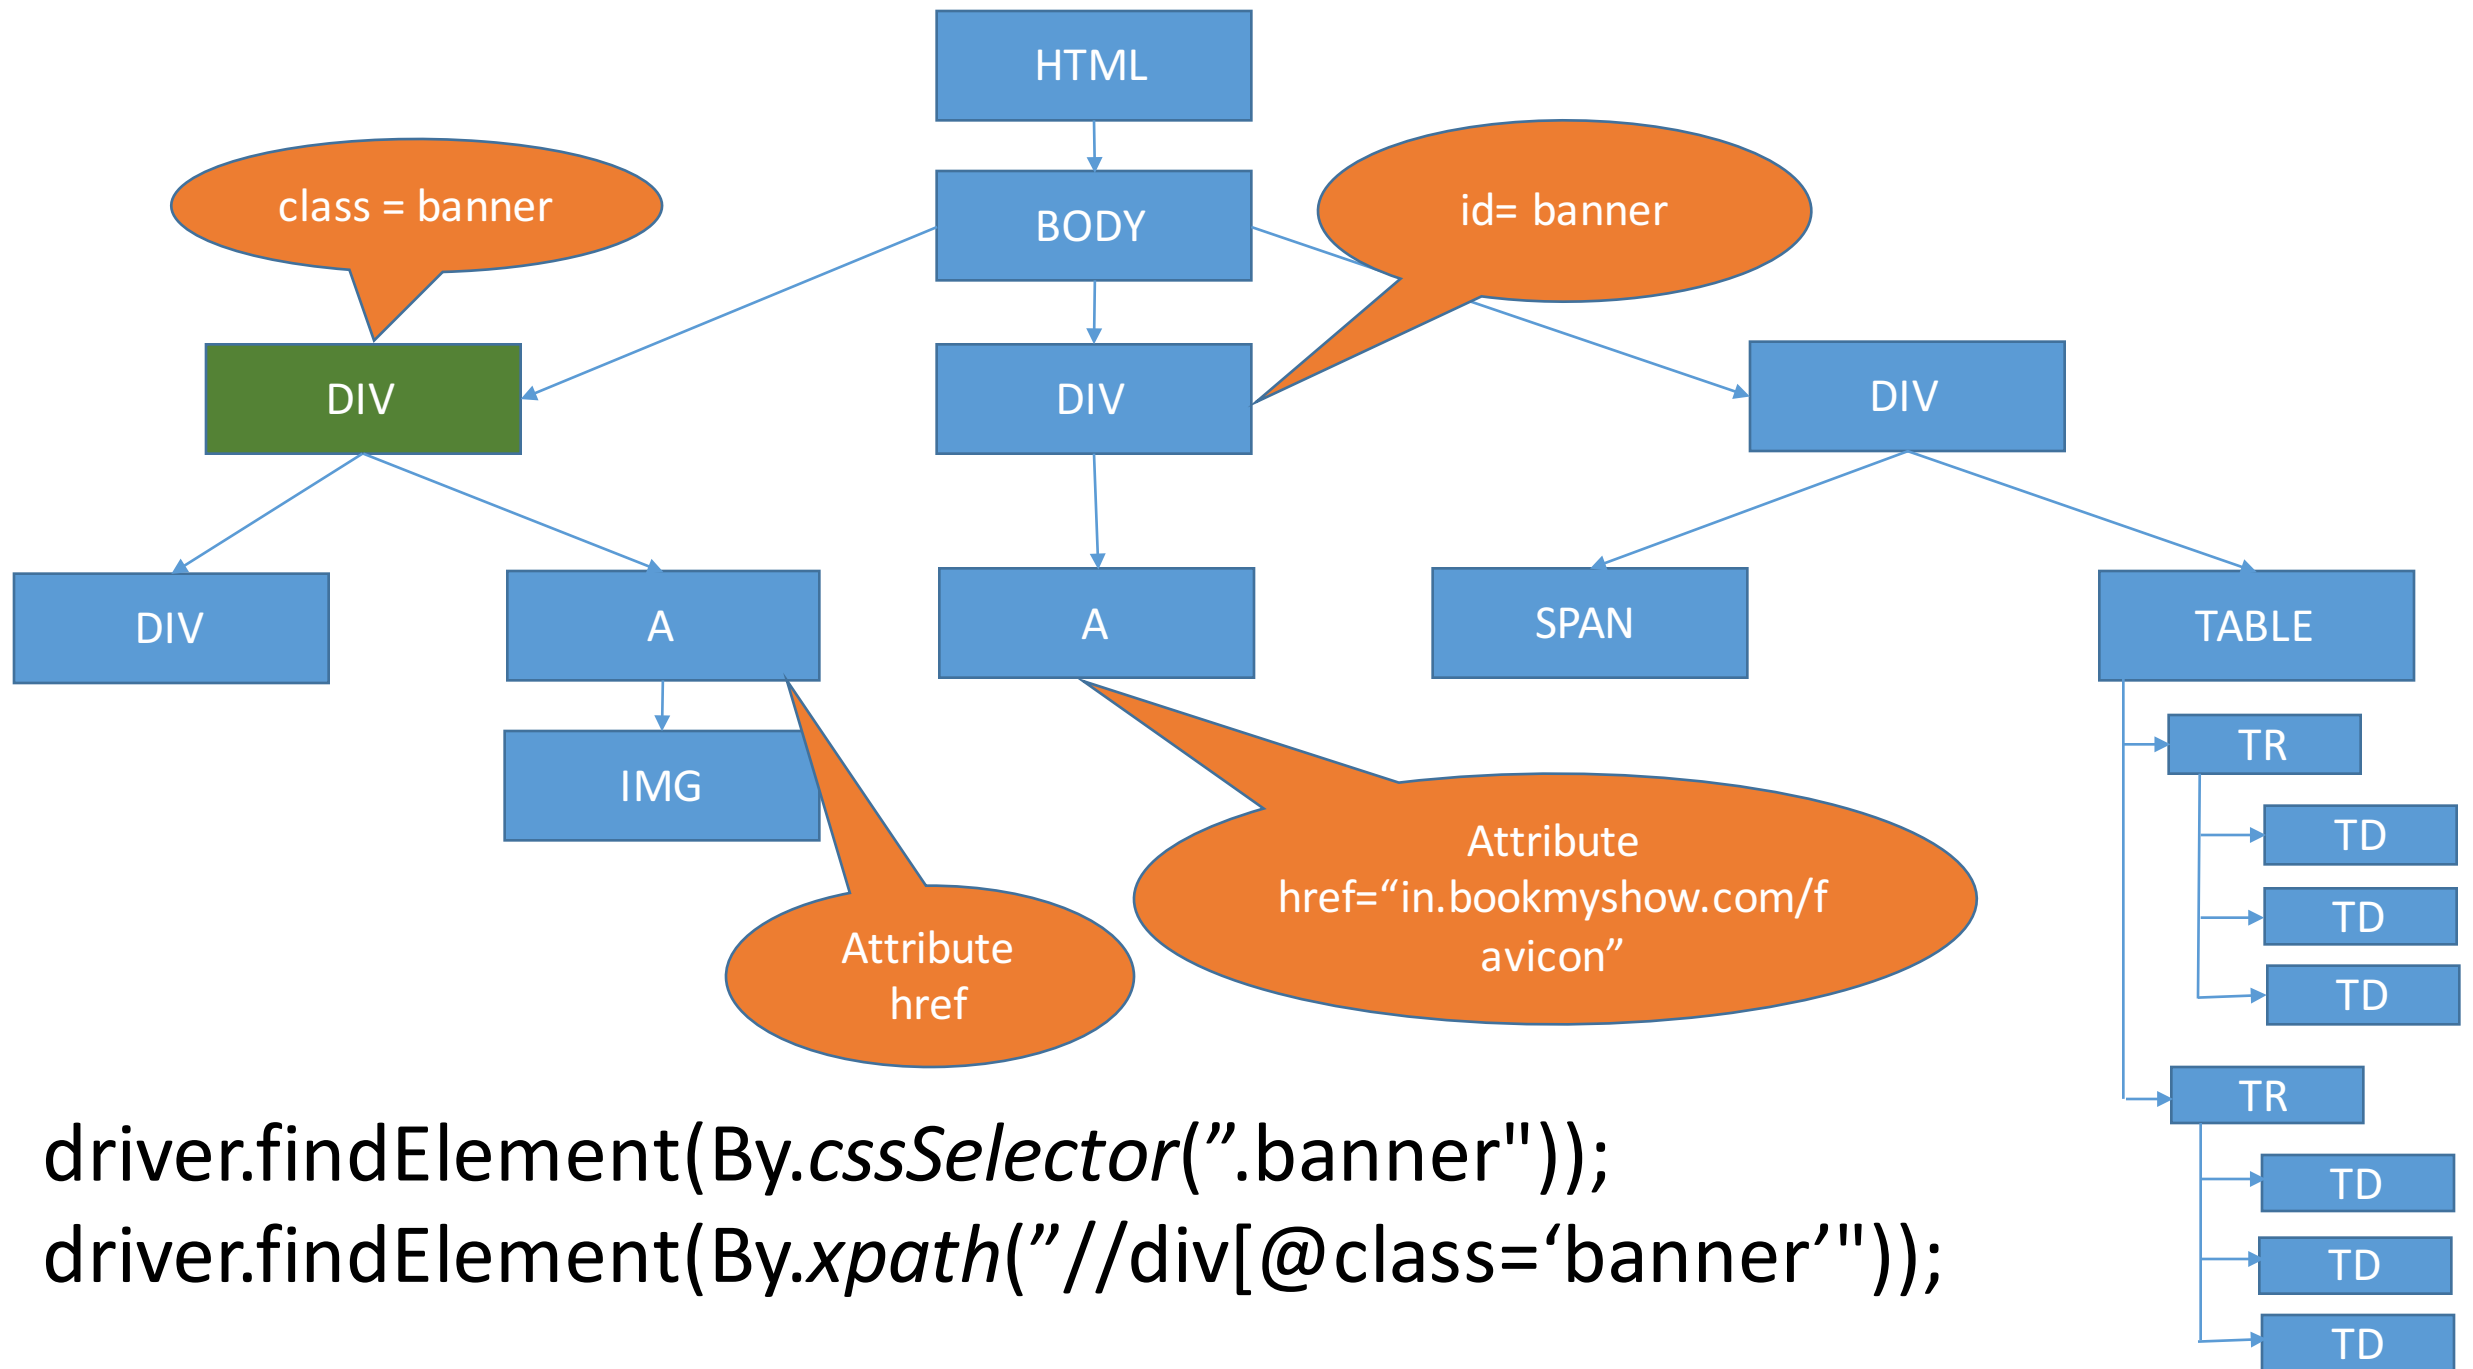 HTML
class = banner
BODY
id= banner
DIV
DIV
DIV
DIV
A
A
SPAN
TABLE
IMG
TR
TD
TD
TD
Attribute
href
Attribute
href=“in.bookmyshow.com/f
avicon”
TR
TD
TD
TD
driver.findElement(By.cssSelector(”.banner"));
driver.findElement(By.xpath(”//div[@class=‘banner’"));